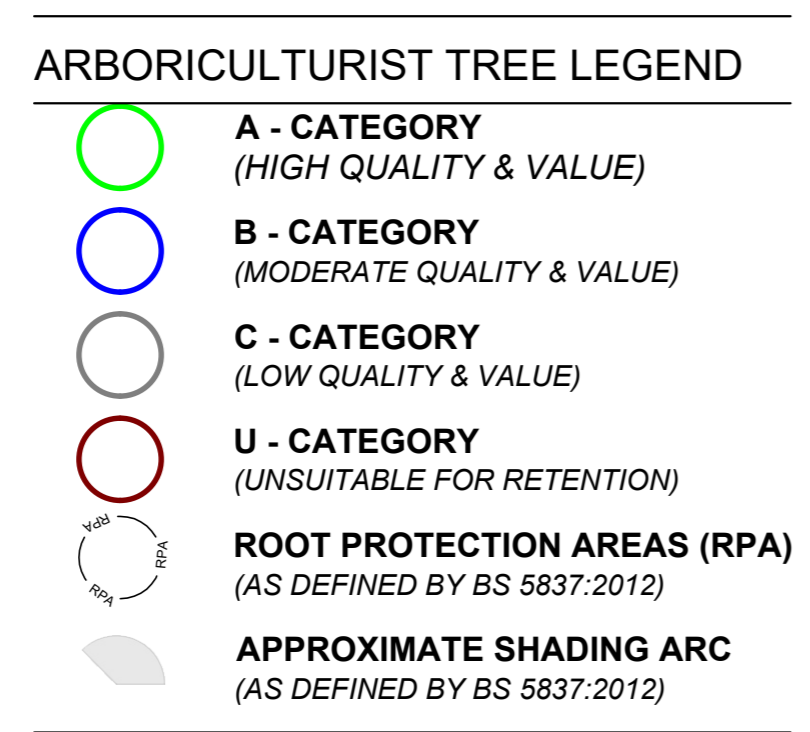 ARBORICULTURIST TREE LEGEND
A - CATEGORY
(HIGH QUALITY & VALUE)
B - CATEGORY
(MODERATE QUALITY & VALUE)
C - CATEGORY
(LOW QUALITY & VALUE)
U - CATEGORY
(UNSUITABLE FOR RETENTION)
RPA
RPA
RPA
ROOT PROTECTION AREAS (RPA)
(AS DEFINED BY BS 5837:2012)
APPROXIMATE SHADING ARC
(AS DEFINED BY BS 5837:2012)